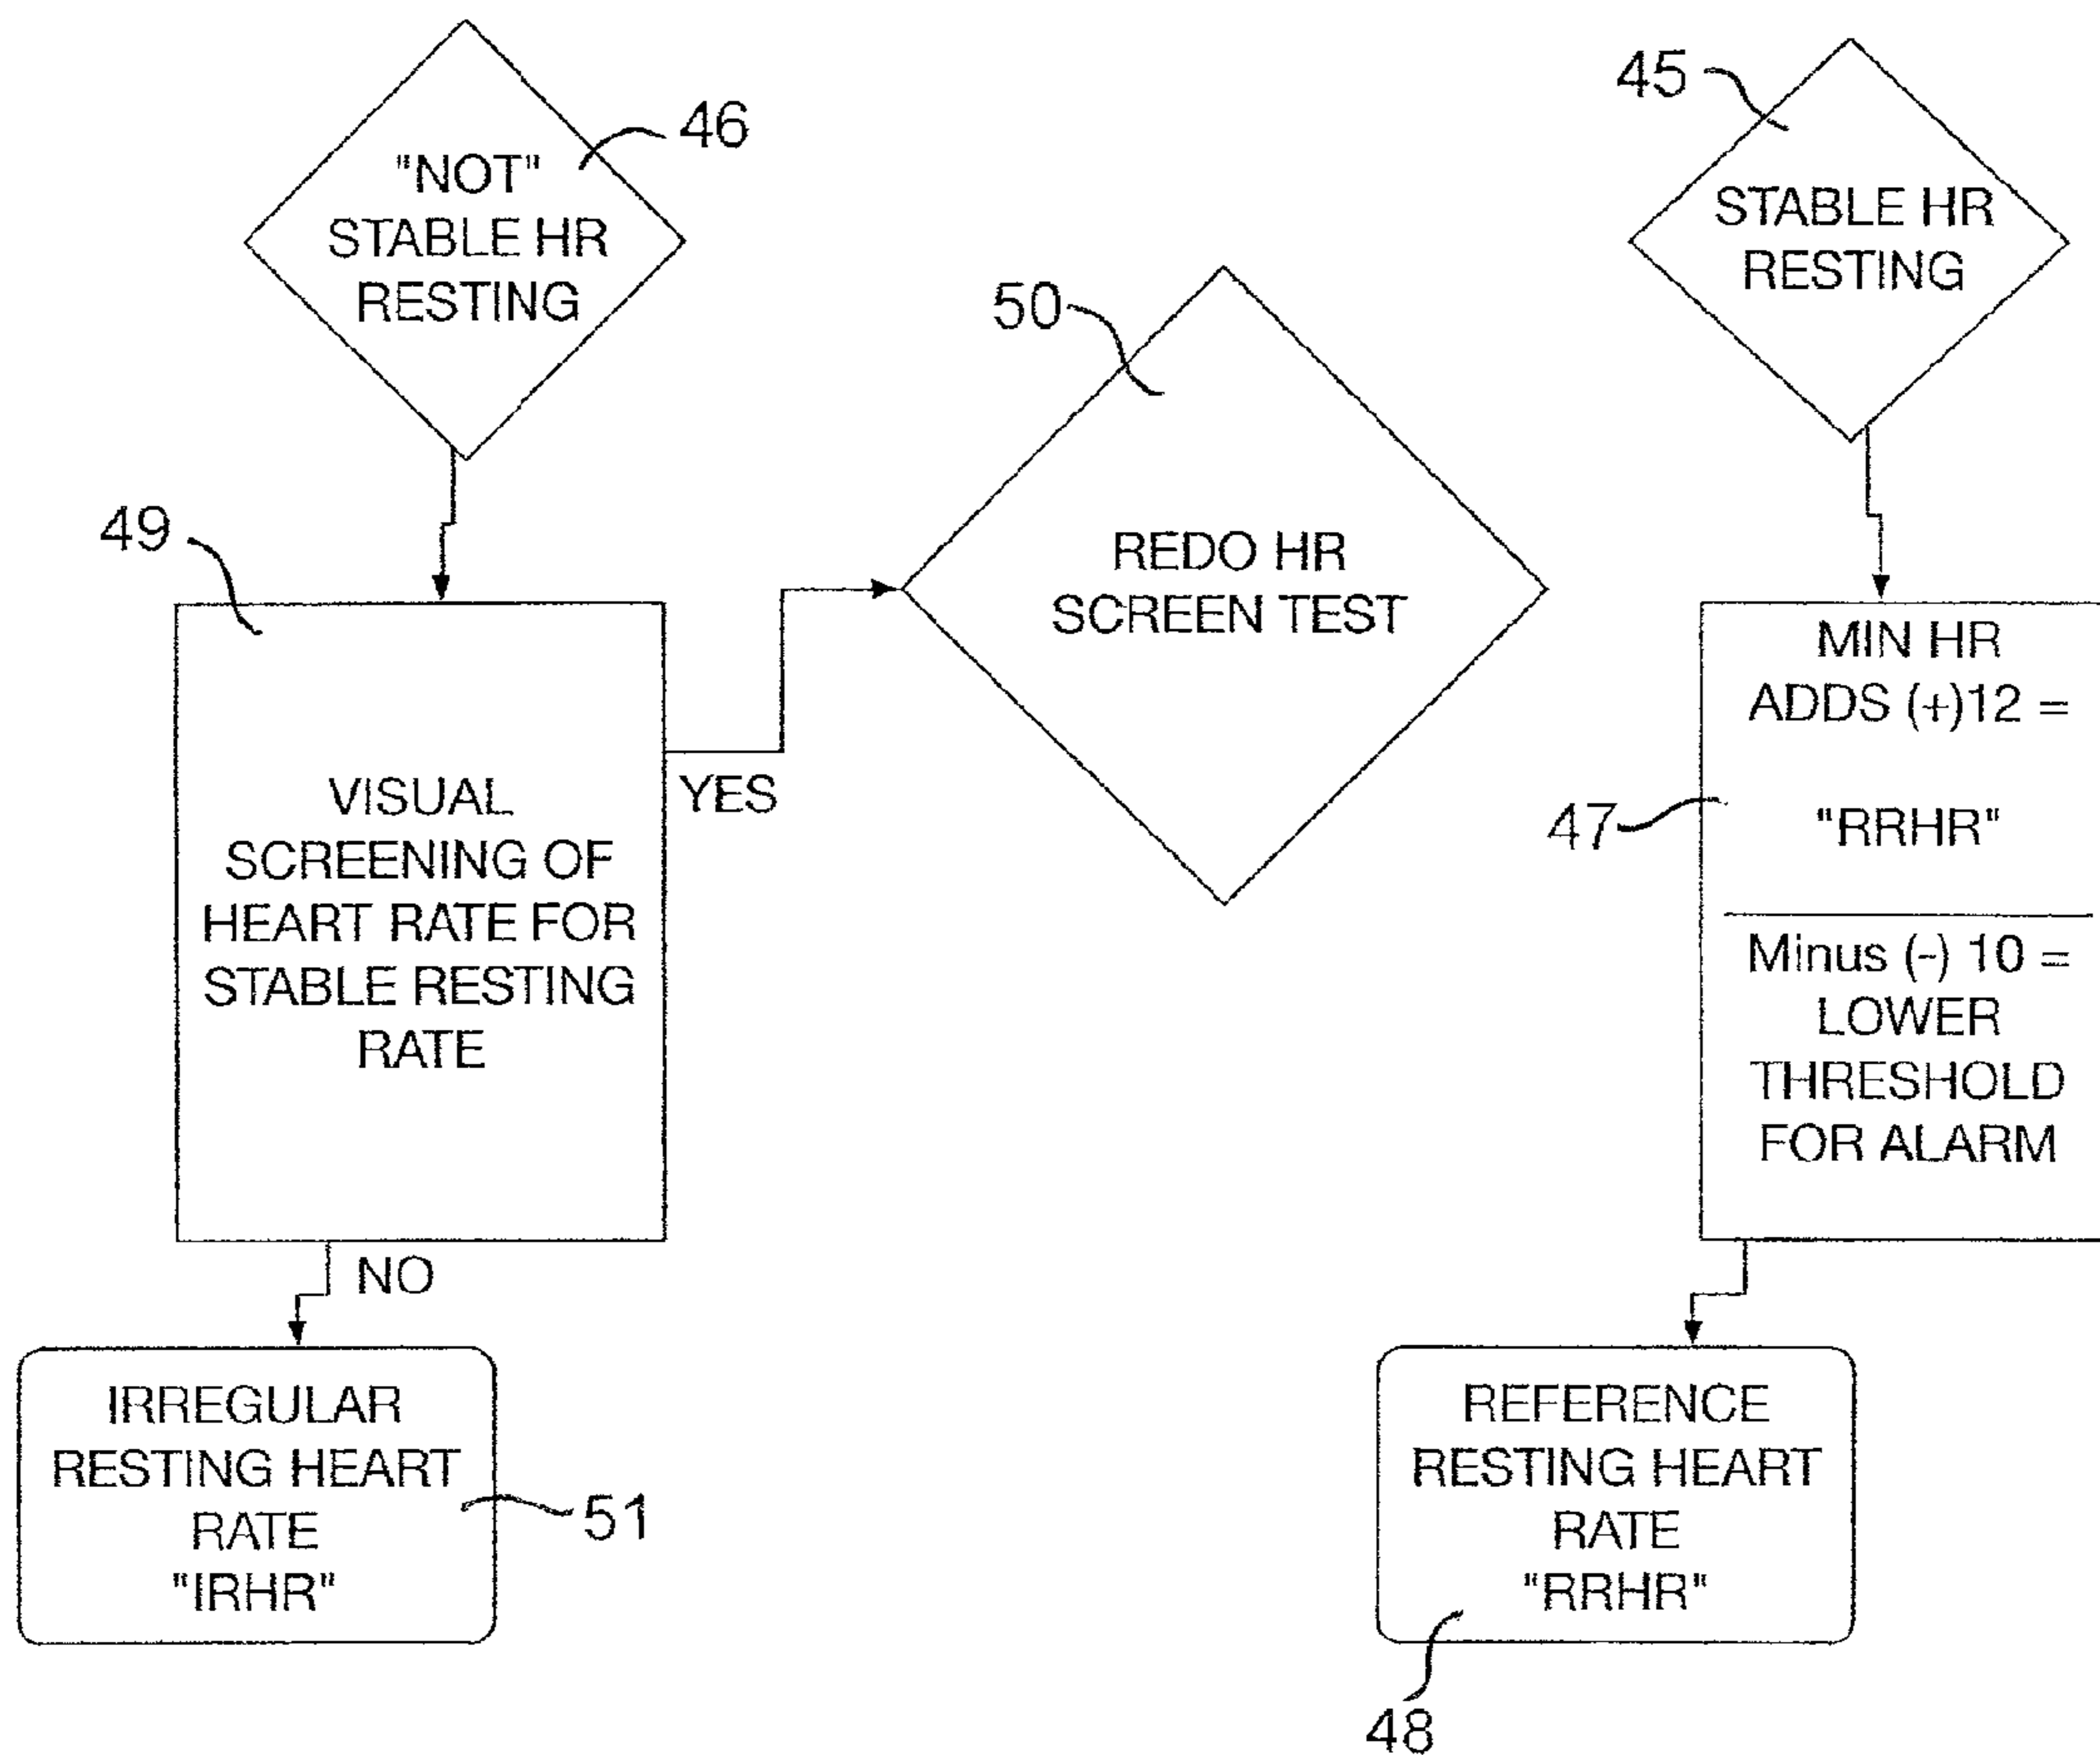 46
"NOT"
STABLE HR
RESTING
45
STABLE HR
RESTING
50
REDO HR
SCREEN TEST
49
VISUAL
SCREENING OF
HEART RATE FOR
STABLE RESTING
RATE
YES
NO
47
MIN HR
ADDS (+)12 =
"RRHR"
Minus (-) 10 =
LOWER
THRESHOLD
FOR ALARM
IRREGULAR
RESTING HEART
RATE
"IRHR"
51
REFERENCE
RESTING HEART
RATE
"RRHR"
48